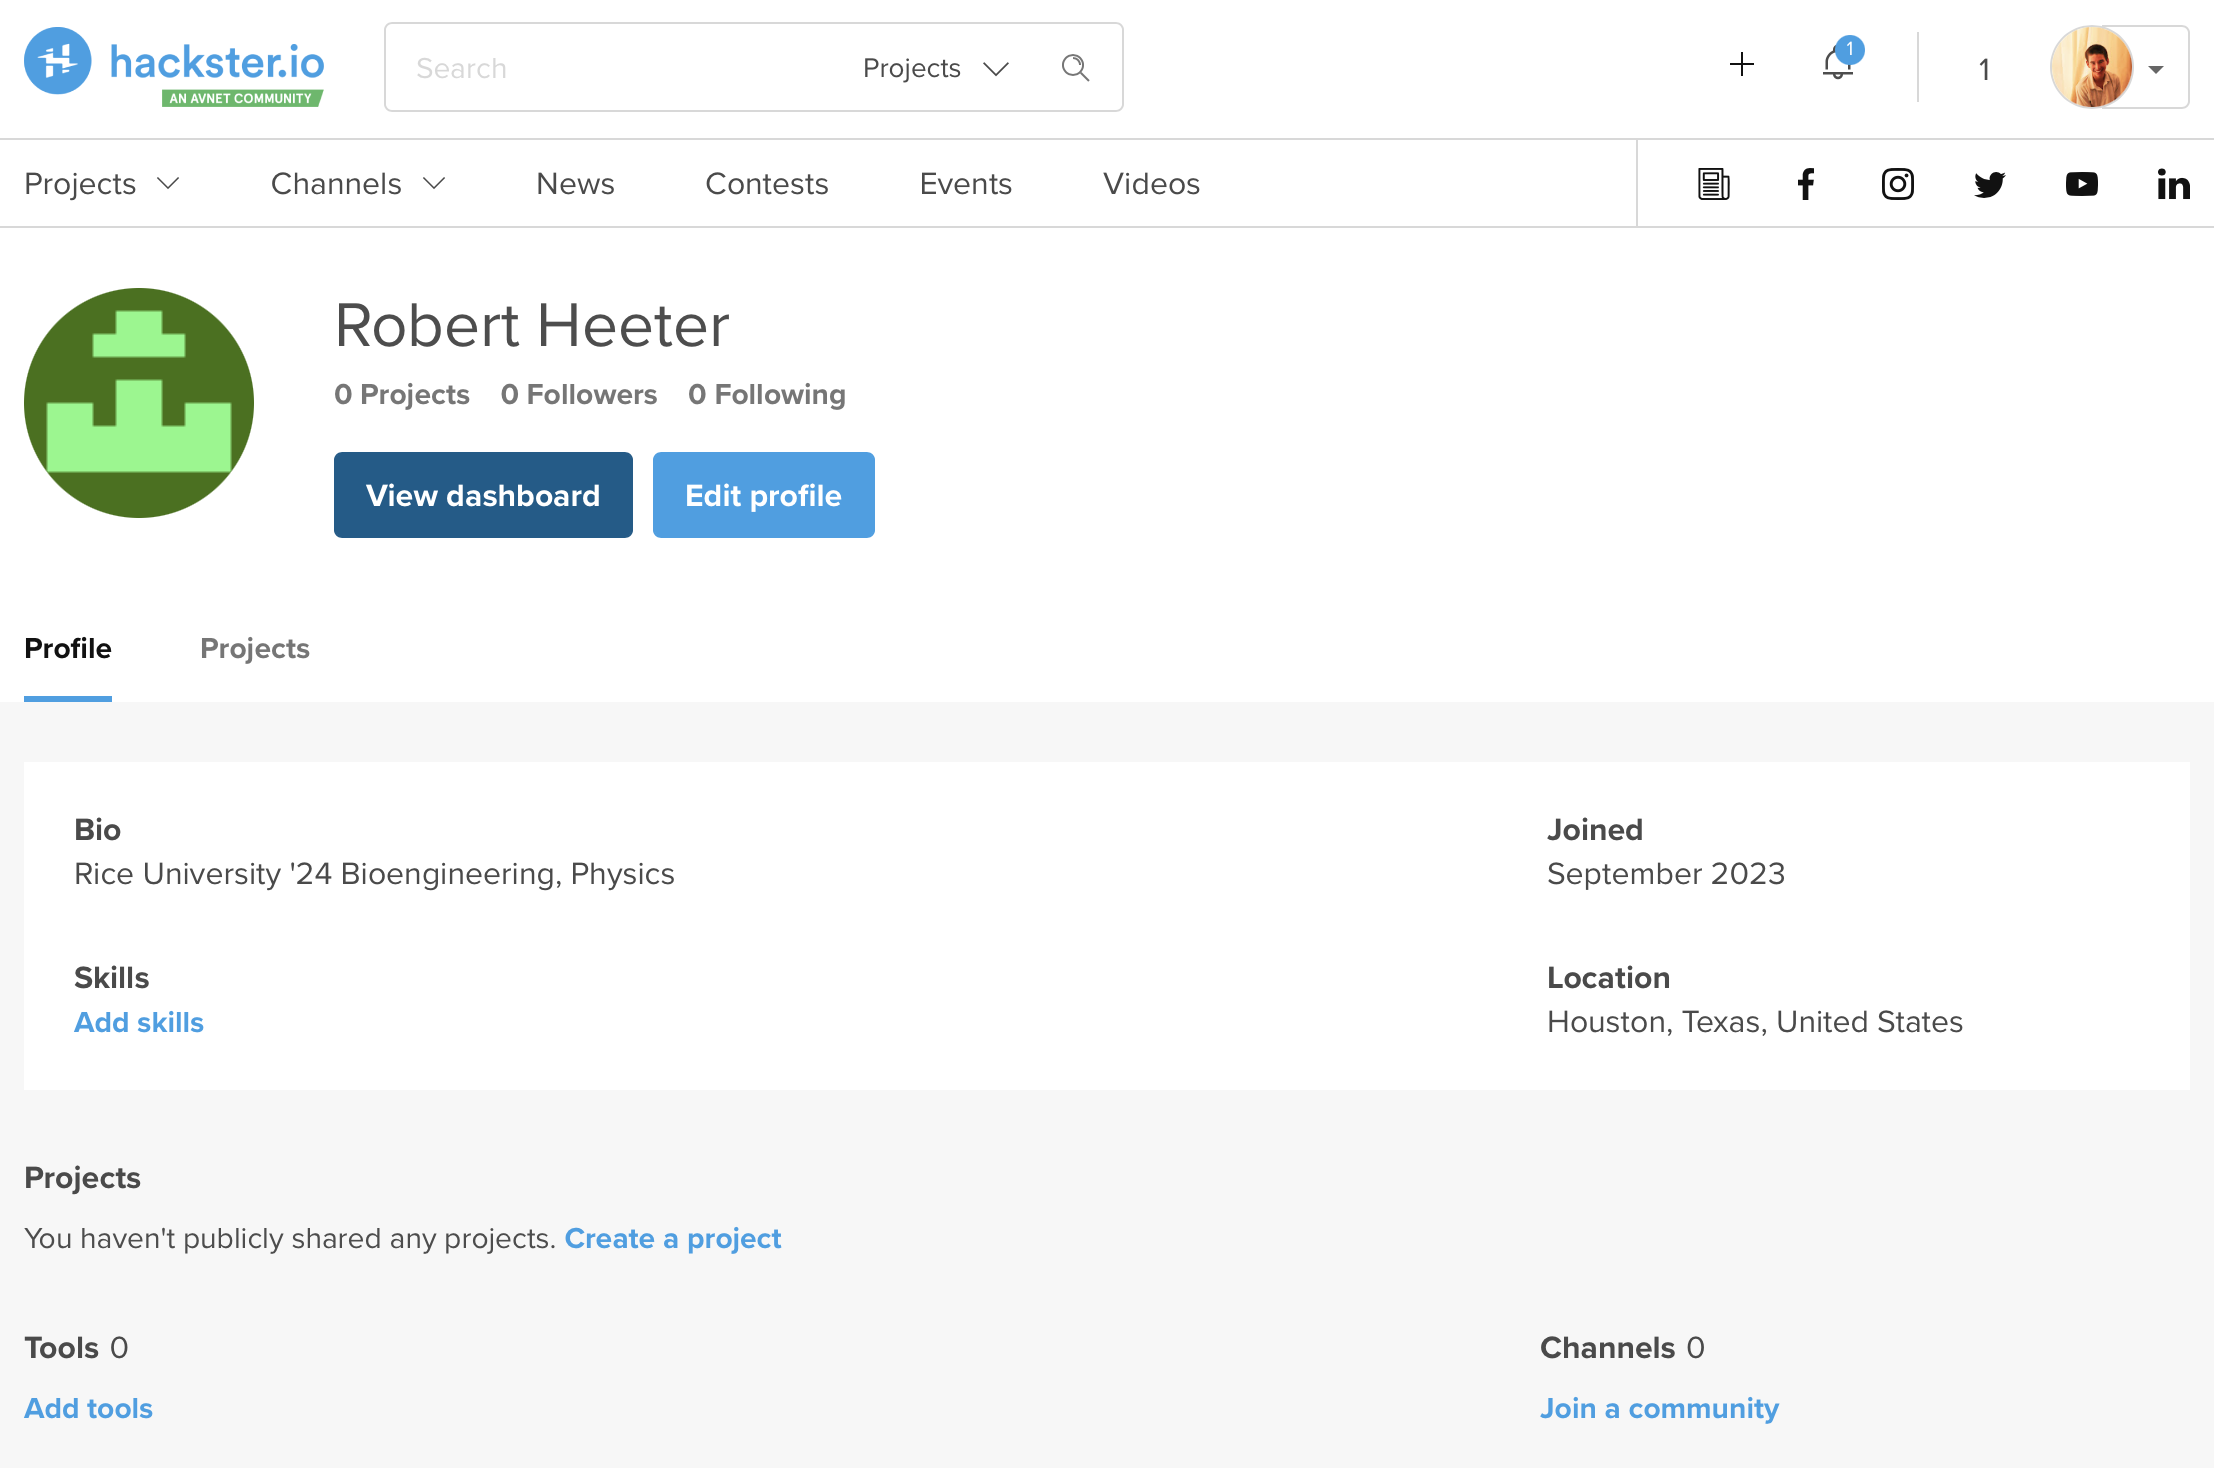 hackster.io
AN AVNET COMMUNITY
Search
Projects
1
1
Projects
Channels
News
Contests
Events
Videos
Robert Heeter
0 Projects 0 Followers 0 Following
View dashboard
Edit profile
Profile
Projects
Bio
Rice University '24 Bioengineering, Physics
Joined
September 2023
Skills
Add skills
Location
Houston, Texas, United States
Projects
You haven't publicly shared any projects. Create a project
Tools 0
Add tools
Channels 0
Join a community